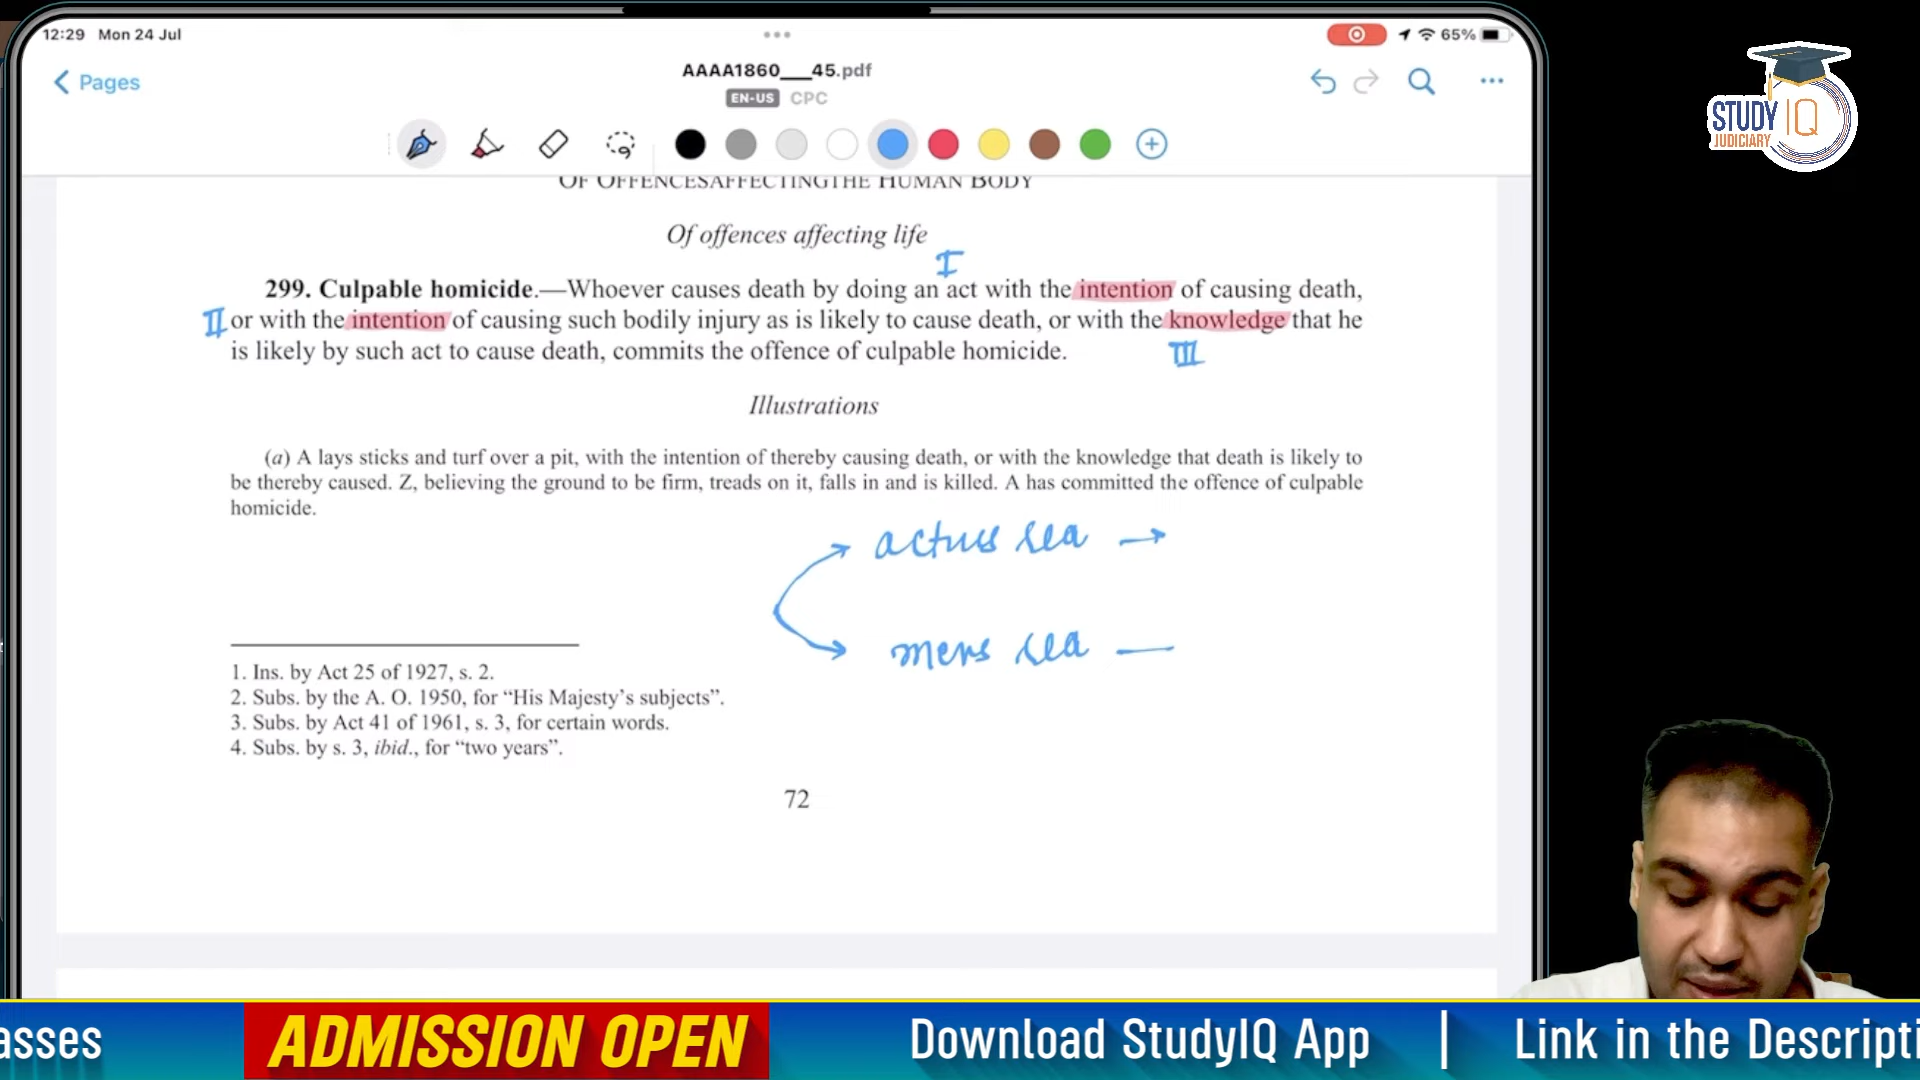 12:29 Mon 24 Jul
65%
Pages
AAAA1860___45.pdf
EN-US CPC
STUDY IQ
JUDICIARY
OF OFFENCESAFFECTINGTHE HUMAN BODY
Of offences affecting life
I
299. Culpable homicide.—Whoever causes death by doing an act with the intention of causing death,
II or with the intention of causing such bodily injury as is likely to cause death, or with the knowledge that he
is likely by such act to cause death, commits the offence of culpable homicide.
III
Illustrations
(a) A lays sticks and turf over a pit, with the intention of thereby causing death, or with the knowledge that death is likely to
be thereby caused. Z, believing the ground to be firm, treads on it, falls in and is killed. A has committed the offence of culpable
homicide.
actus rea →
mens rea —
1. Ins. by Act 25 of 1927, s. 2.
2. Subs. by the A. O. 1950, for “His Majesty’s subjects”.
3. Subs. by Act 41 of 1961, s. 3, for certain words.
4. Subs. by s. 3, ibid., for “two years”.
72
asses ADMISSION OPEN Download StudyIQ App | Link in the Descripti